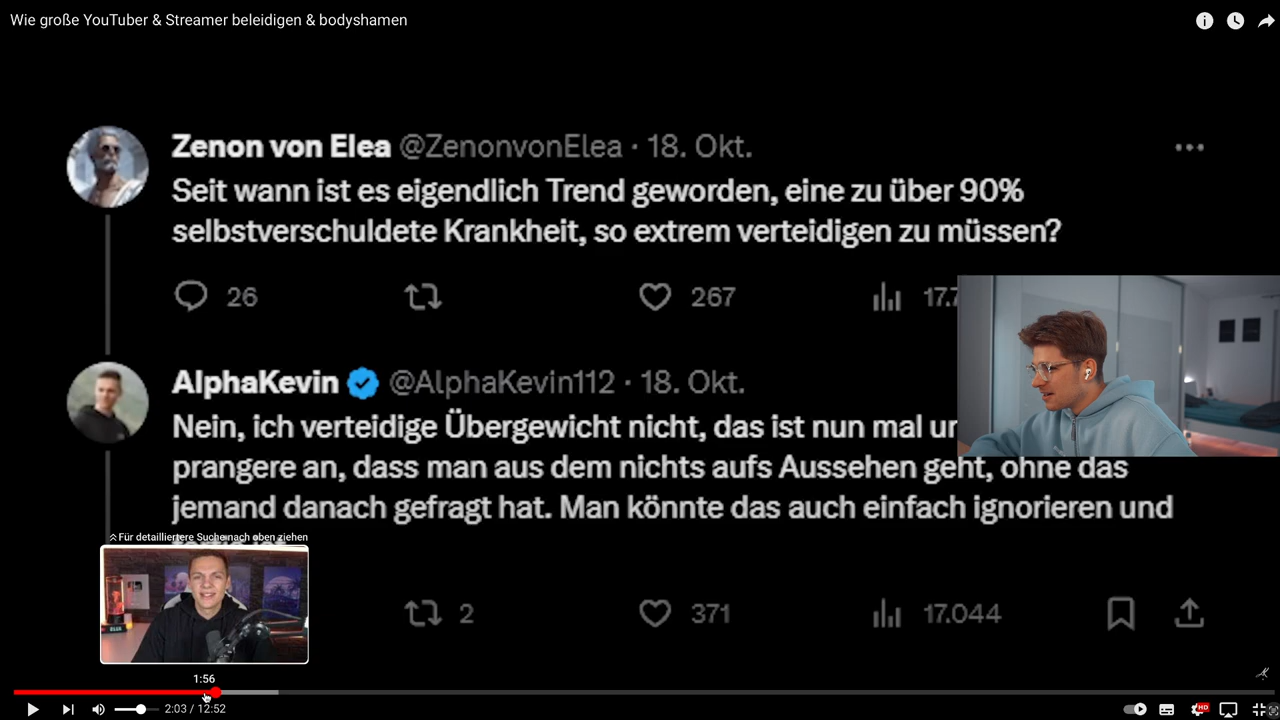 Wie große YouTuber & Streamer beleidigen & bodyshamen
Zenon von Elea @ZenonvonElea · 18. Okt.
Seit wann ist es eigendlich Trend geworden, eine zu über 90%
selbstverschuldete Krankheit, so extrem verteidigen zu müssen?
26 267 17.7
AlphaKevin @AlphaKevin112 · 18. Okt.
Nein, ich verteidige Übergewicht nicht, das ist nun mal
prangere an, dass man aus dem nichts aufs Aussehen geht, ohne das
jemand danach gefragt hat. Man könnte das auch einfach ignorieren und
Für detailliertere Suche nach oben ziehen
2 371 17.044
1:56
2:03 / 12:52
HD